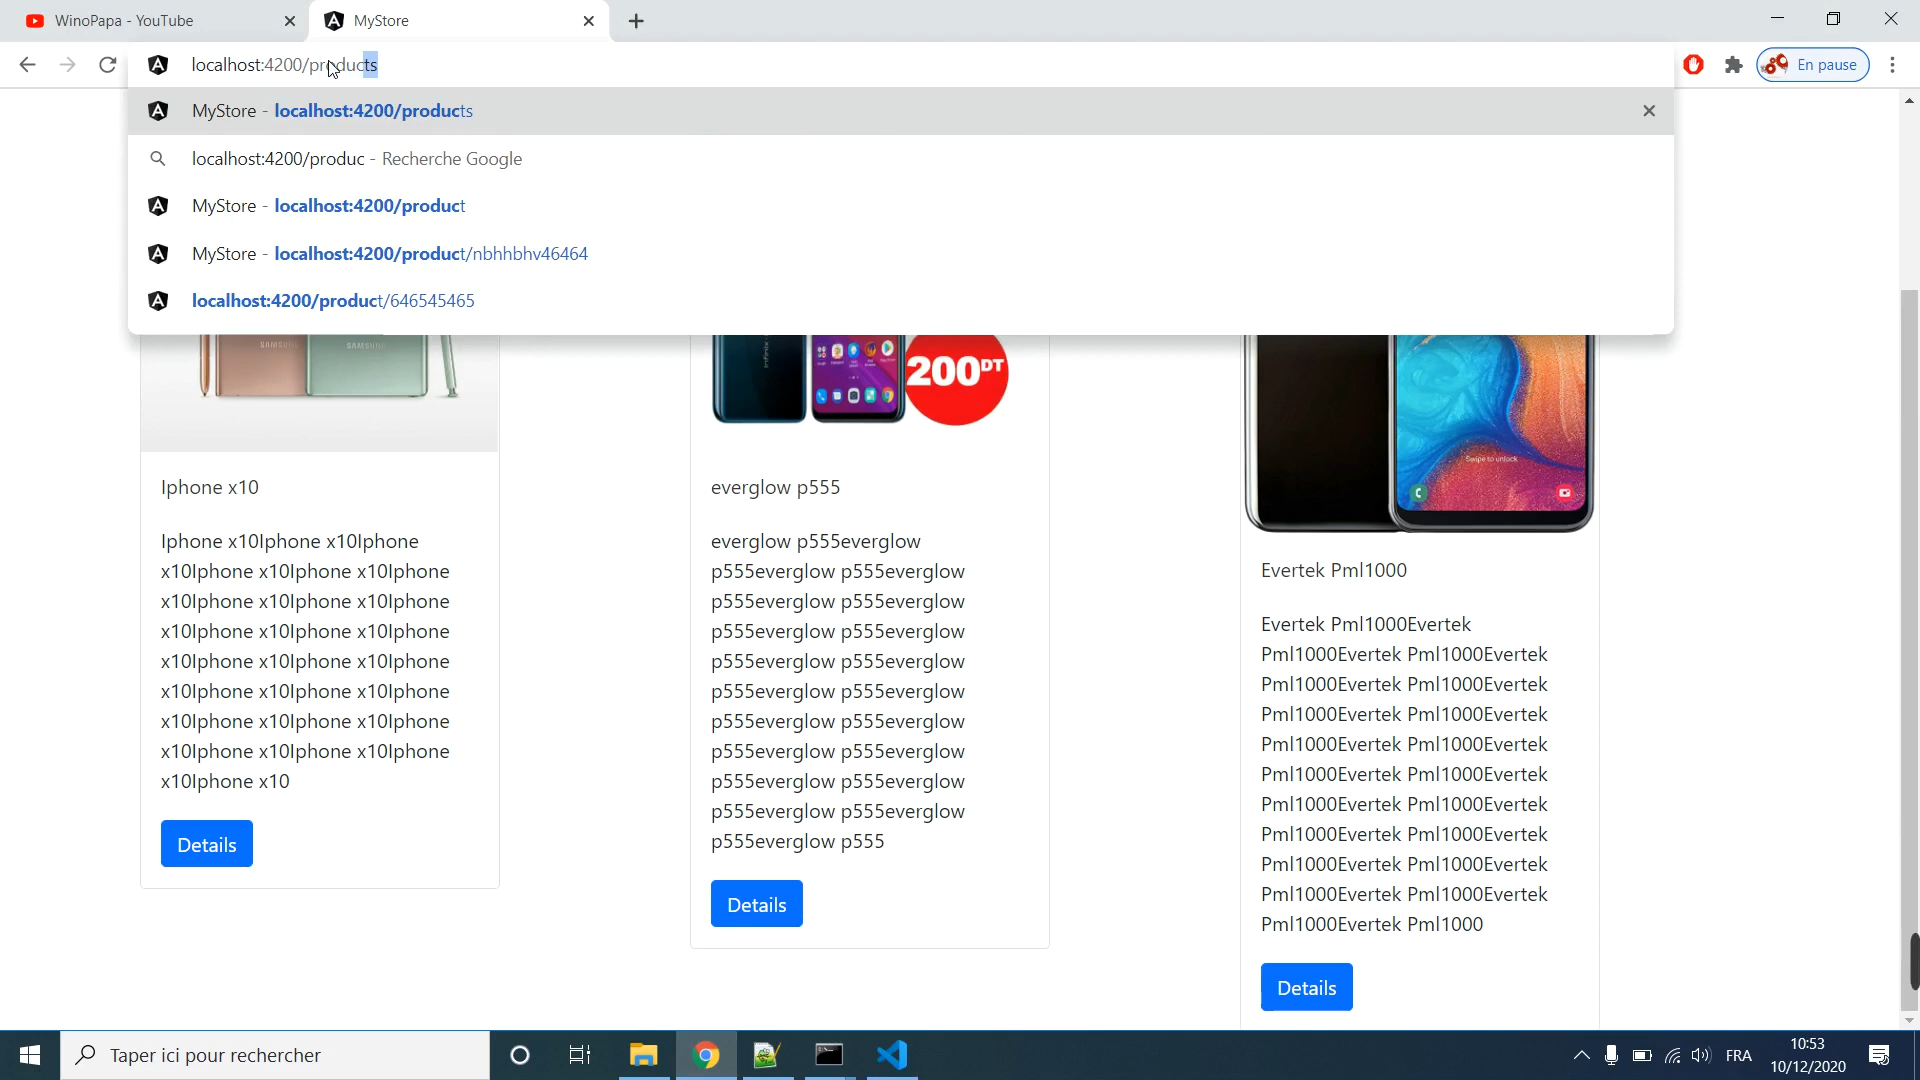 WinoPapa - YouTube
MyStore
localhost:4200/products
En pause
MyStore - localhost:4200/products
localhost:4200/produc - Recherche Google
MyStore - localhost:4200/product
MyStore - localhost:4200/product/nbhhbhv46464
localhost:4200/product/646545465
SAMSUNG SAMSUNG
Infinix
200DT
Swipe to unlock
Iphone x10
Iphone x10Iphone x10Iphone
x10Iphone x10Iphone x10Iphone
x10Iphone x10Iphone x10Iphone
x10Iphone x10Iphone x10Iphone
x10Iphone x10Iphone x10Iphone
x10Iphone x10Iphone x10Iphone
x10Iphone x10Iphone x10Iphone
x10Iphone x10Iphone x10Iphone
x10Iphone x10
Details
everglow p555
everglow p555everglow
p555everglow p555everglow
p555everglow p555everglow
p555everglow p555everglow
p555everglow p555everglow
p555everglow p555everglow
p555everglow p555everglow
p555everglow p555everglow
p555everglow p555everglow
p555everglow p555everglow
p555everglow p555
Details
Evertek Pml1000
Evertek Pml1000Evertek
Pml1000Evertek Pml1000Evertek
Pml1000Evertek Pml1000Evertek
Pml1000Evertek Pml1000Evertek
Pml1000Evertek Pml1000Evertek
Pml1000Evertek Pml1000Evertek
Pml1000Evertek Pml1000Evertek
Pml1000Evertek Pml1000Evertek
Pml1000Evertek Pml1000Evertek
Pml1000Evertek Pml1000Evertek
Pml1000Evertek Pml1000
Details
Taper ici pour rechercher
FRA
10:53
10/12/2020